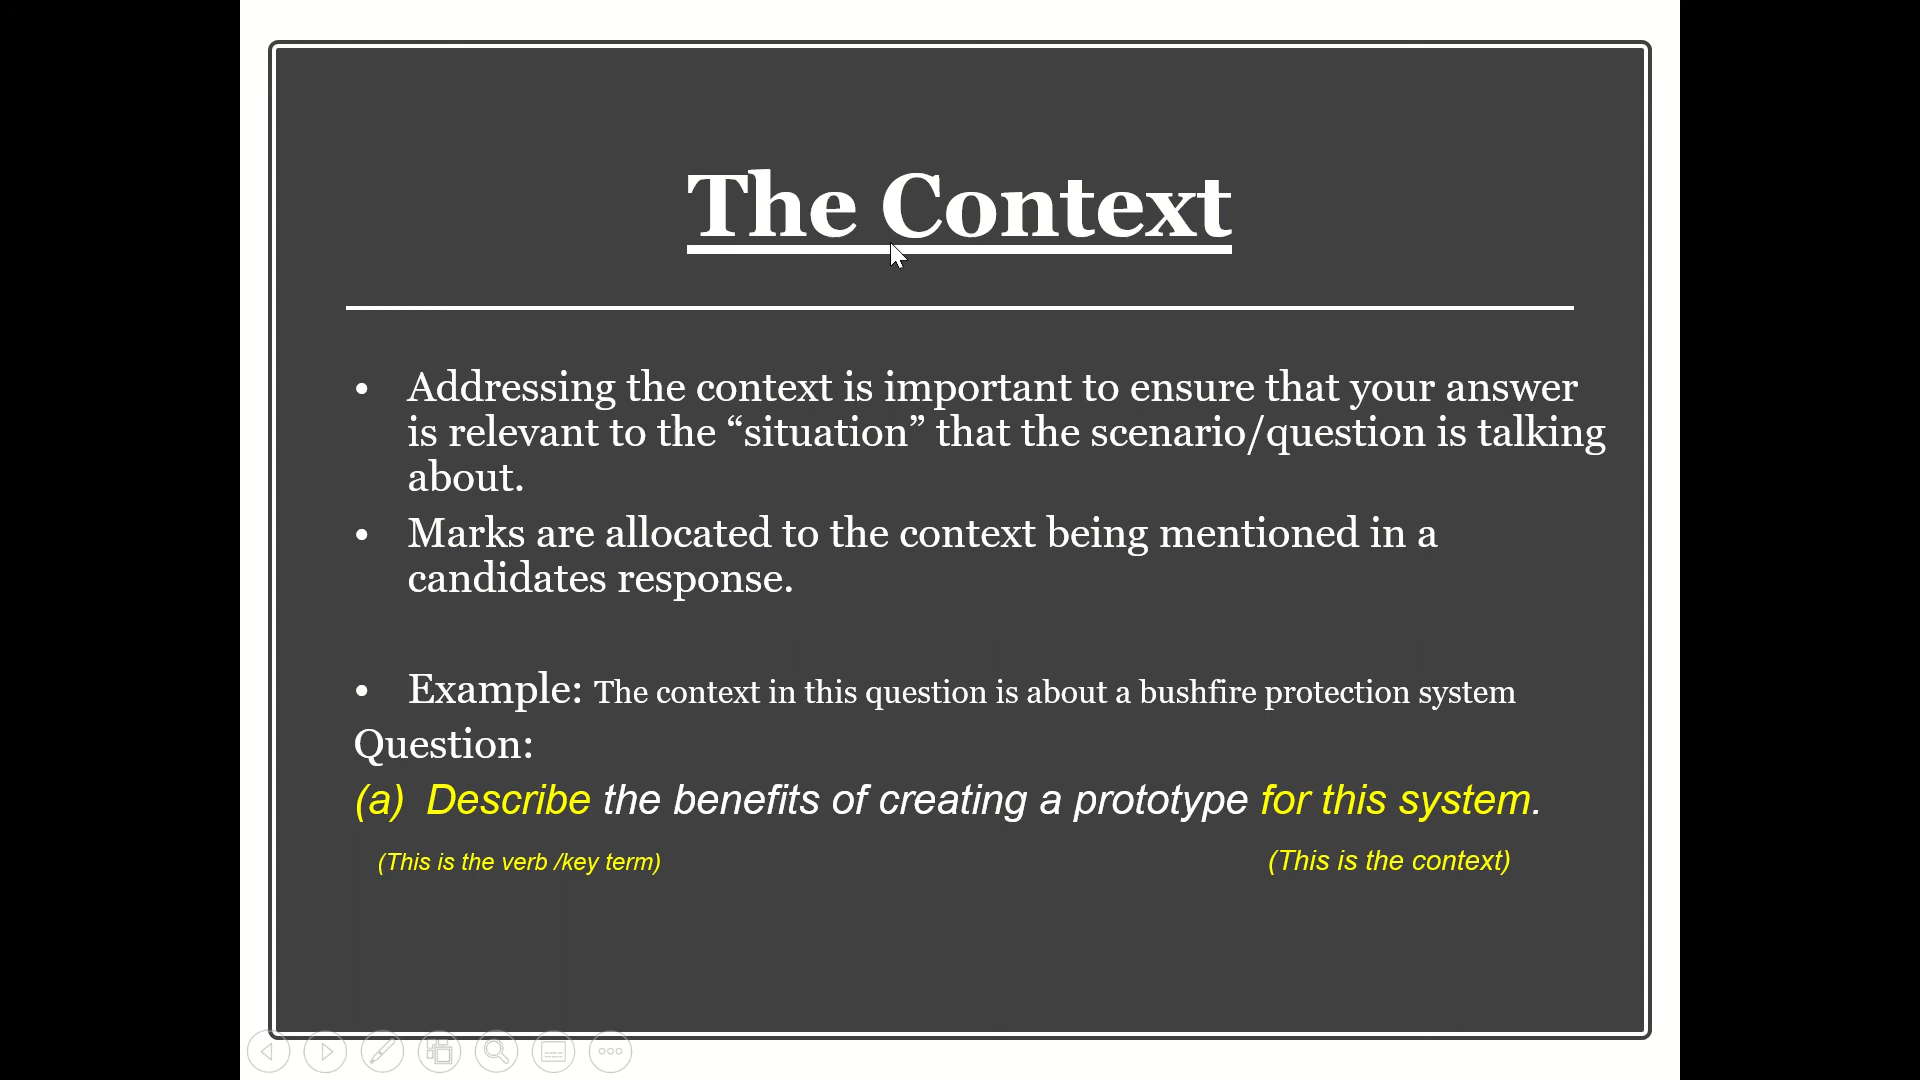 The Context
• Addressing the context is important to ensure that your answer
is relevant to the “situation” that the scenario/question is talking
about.
• Marks are allocated to the context being mentioned in a
candidates response.
• Example: The context in this question is about a bushfire protection system
Question:
(a) Describe the benefits of creating a prototype for this system.
(This is the verb /key term) (This is the context)